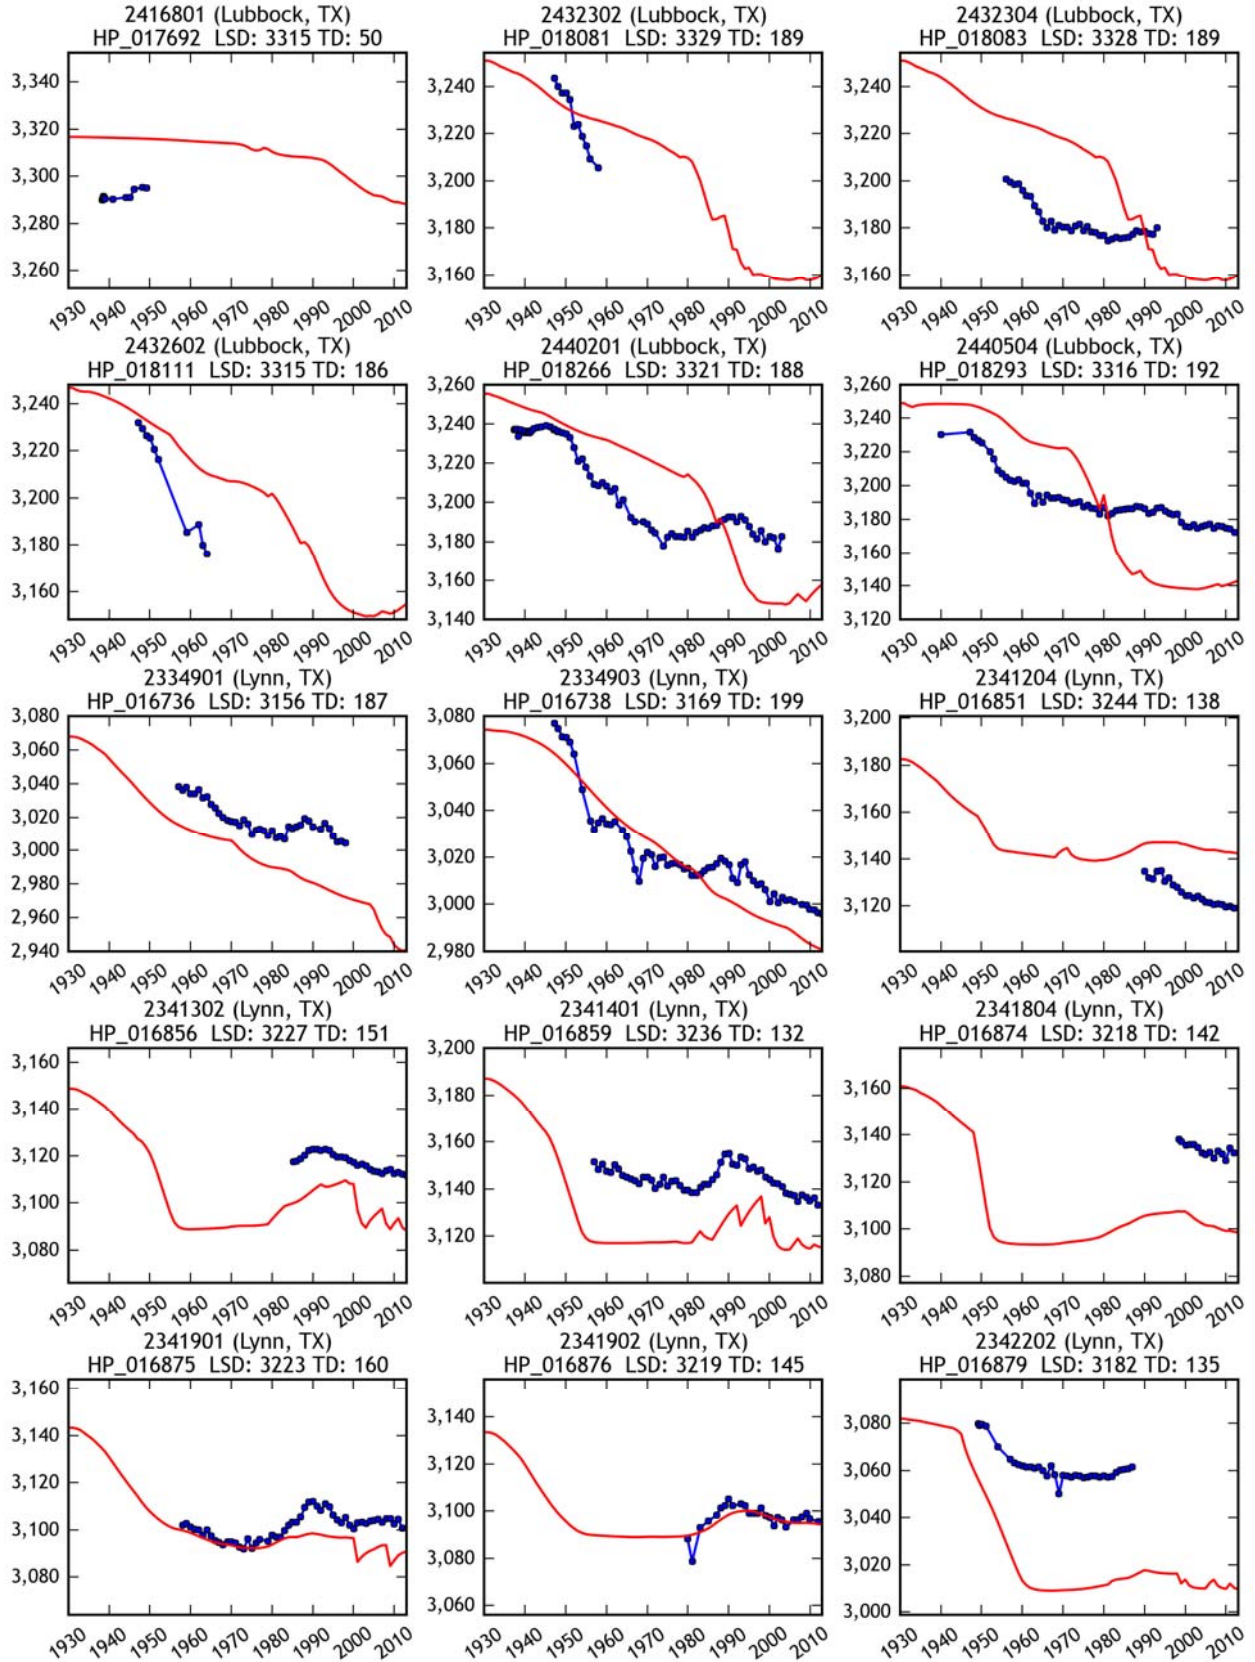 2416801 (Lubbock, TX)
HP_017692 LSD: 3315 TD: 50
3,340
3,320
3,300
3,280
3,260
1930 1940 1950 1960 1970 1980 1990 2000 2010
2432302 (Lubbock, TX)
HP_018081 LSD: 3329 TD: 189
3,240
3,220
3,200
3,180
3,160
1930 1940 1950 1960 1970 1980 1990 2000 2010
2432304 (Lubbock, TX)
HP_018083 LSD: 3328 TD: 189
3,240
3,220
3,200
3,180
3,160
1930 1940 1950 1960 1970 1980 1990 2000 2010
2432602 (Lubbock, TX)
HP_018111 LSD: 3315 TD: 186
3,240
3,220
3,200
3,180
3,160
1930 1940 1950 1960 1970 1980 1990 2000 2010
2440201 (Lubbock, TX)
HP_018266 LSD: 3321 TD: 188
3,260
3,240
3,220
3,200
3,180
3,160
3,140
1930 1940 1950 1960 1970 1980 1990 2000 2010
2440504 (Lubbock, TX)
HP_018293 LSD: 3316 TD: 192
3,260
3,240
3,220
3,200
3,180
3,160
3,140
3,120
1930 1940 1950 1960 1970 1980 1990 2000 2010
2334901 (Lynn, TX)
HP_016736 LSD: 3156 TD: 187
3,080
3,060
3,040
3,020
3,000
2,980
2,960
2,940
1930 1940 1950 1960 1970 1980 1990 2000 2010
2334903 (Lynn, TX)
HP_016738 LSD: 3169 TD: 199
3,080
3,060
3,040
3,020
3,000
2,980
1930 1940 1950 1960 1970 1980 1990 2000 2010
2341204 (Lynn, TX)
HP_016851 LSD: 3244 TD: 138
3,200
3,180
3,160
3,140
3,120
1930 1940 1950 1960 1970 1980 1990 2000 2010
2341302 (Lynn, TX)
HP_016856 LSD: 3227 TD: 151
3,160
3,140
3,120
3,100
3,080
1930 1940 1950 1960 1970 1980 1990 2000 2010
2341401 (Lynn, TX)
HP_016859 LSD: 3236 TD: 132
3,200
3,180
3,160
3,140
3,120
1930 1940 1950 1960 1970 1980 1990 2000 2010
2341804 (Lynn, TX)
HP_016874 LSD: 3218 TD: 142
3,160
3,140
3,120
3,100
3,080
1930 1940 1950 1960 1970 1980 1990 2000 2010
2341901 (Lynn, TX)
HP_016875 LSD: 3223 TD: 160
3,160
3,140
3,120
3,100
3,080
1930 1940 1950 1960 1970 1980 1990 2000 2010
2341902 (Lynn, TX)
HP_016876 LSD: 3219 TD: 145
3,140
3,120
3,100
3,080
3,060
1930 1940 1950 1960 1970 1980 1990 2000 2010
2342202 (Lynn, TX)
HP_016879 LSD: 3182 TD: 135
3,080
3,060
3,040
3,020
3,000
1930 1940 1950 1960 1970 1980 1990 2000 2010